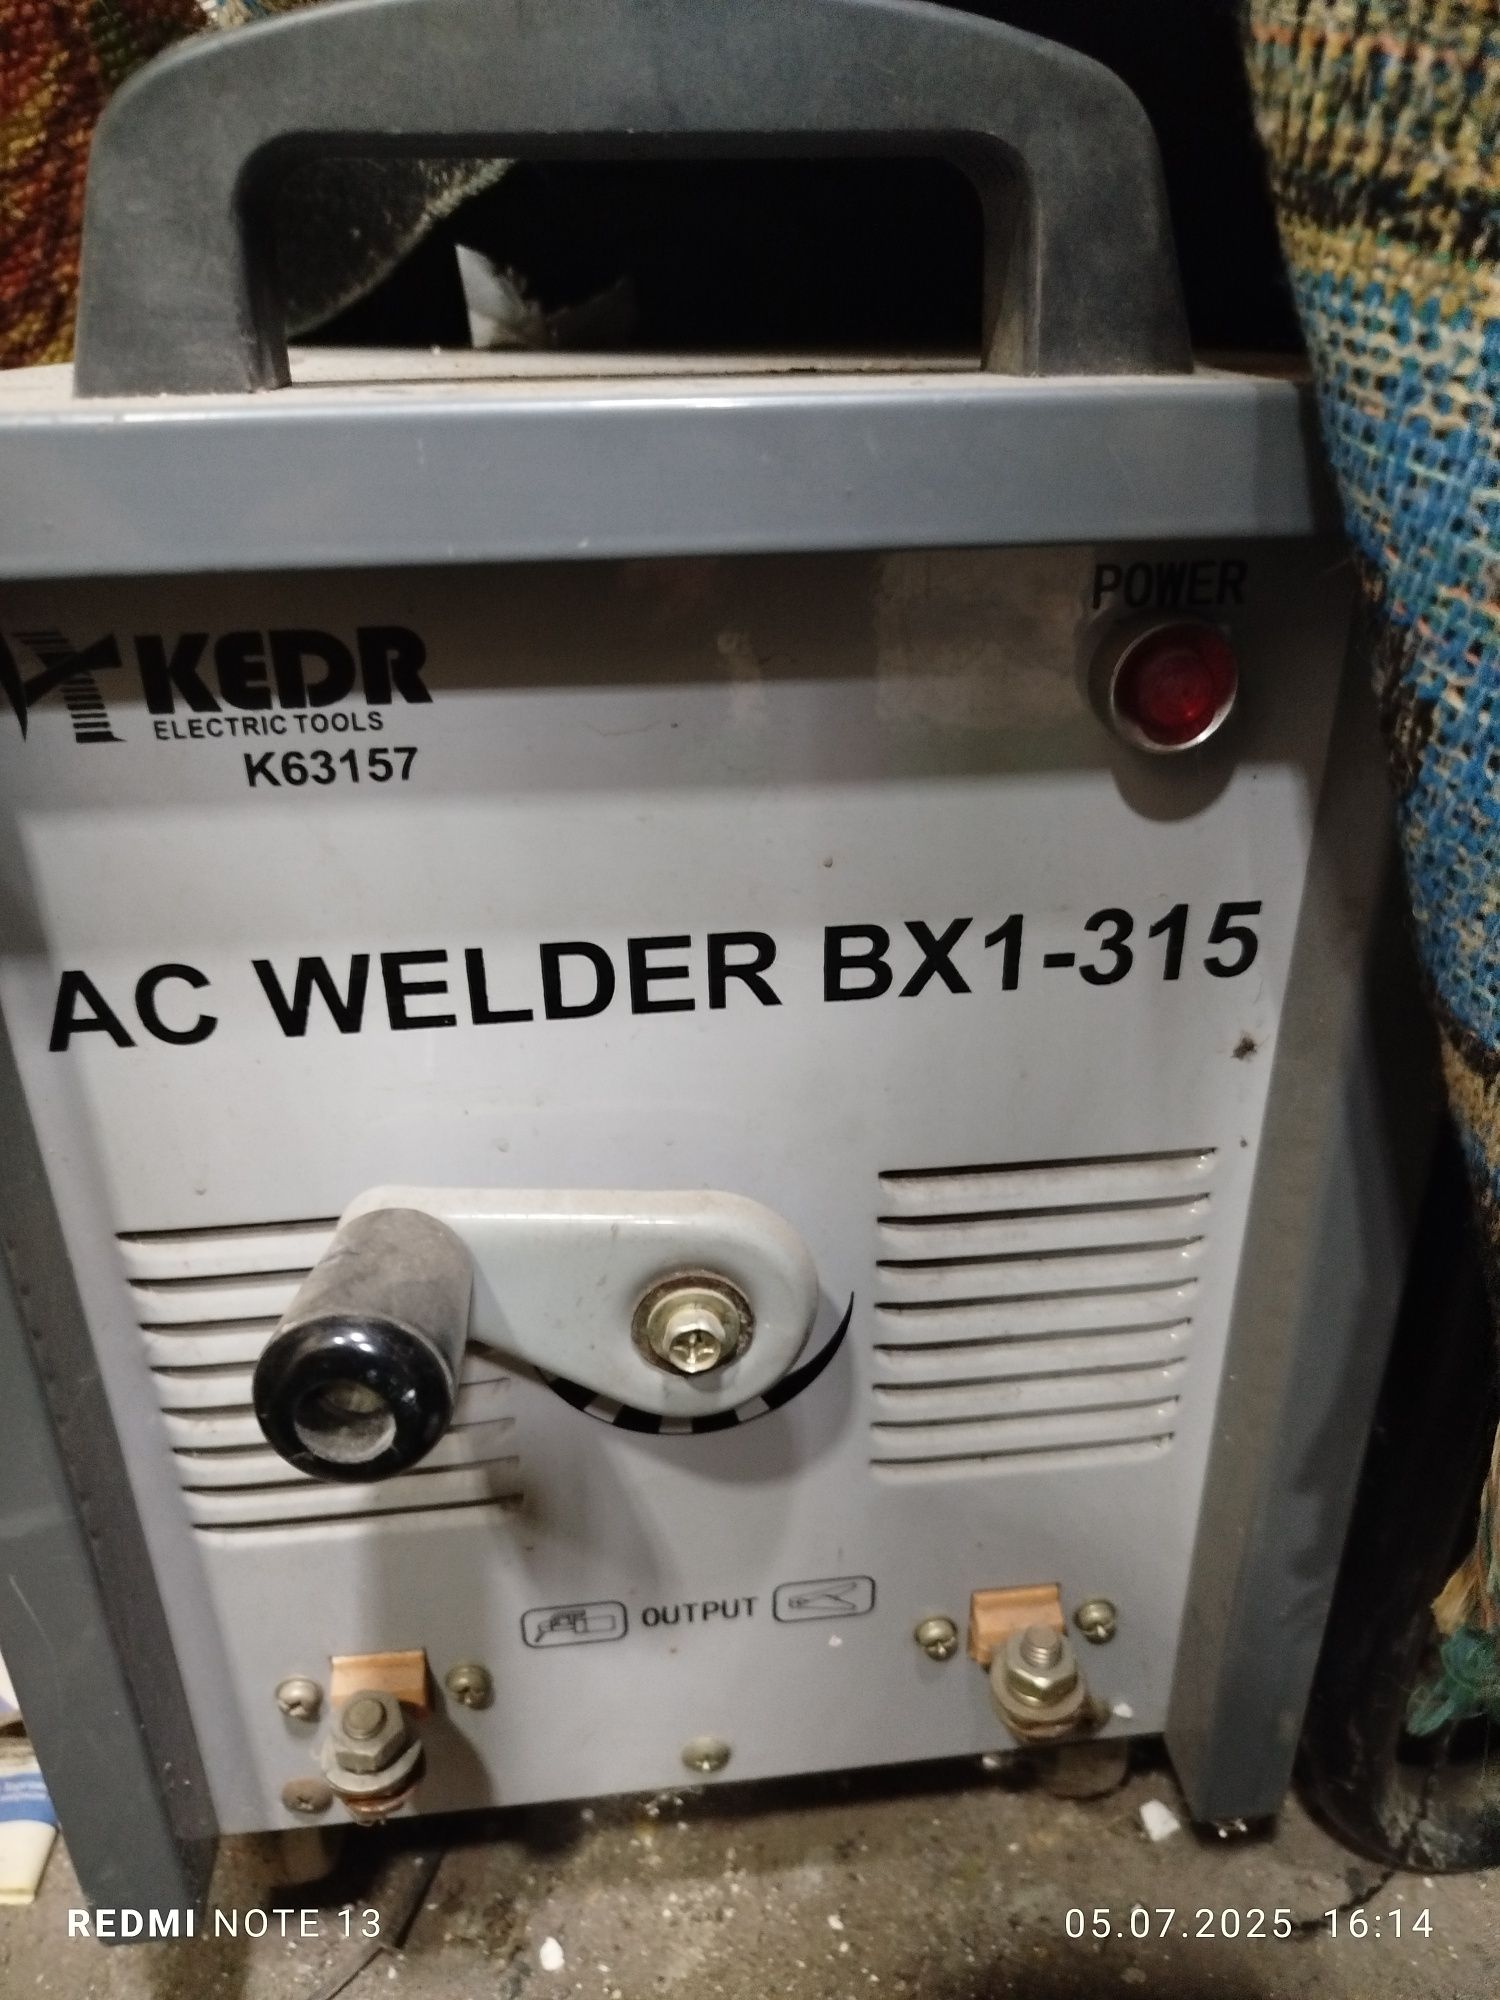 POWER
KEDR
ELECTRIC TOOLS
K63157
AC WELDER BX1-315
OUTPUT
REDMI NOTE 13
05.07.2025 16:14